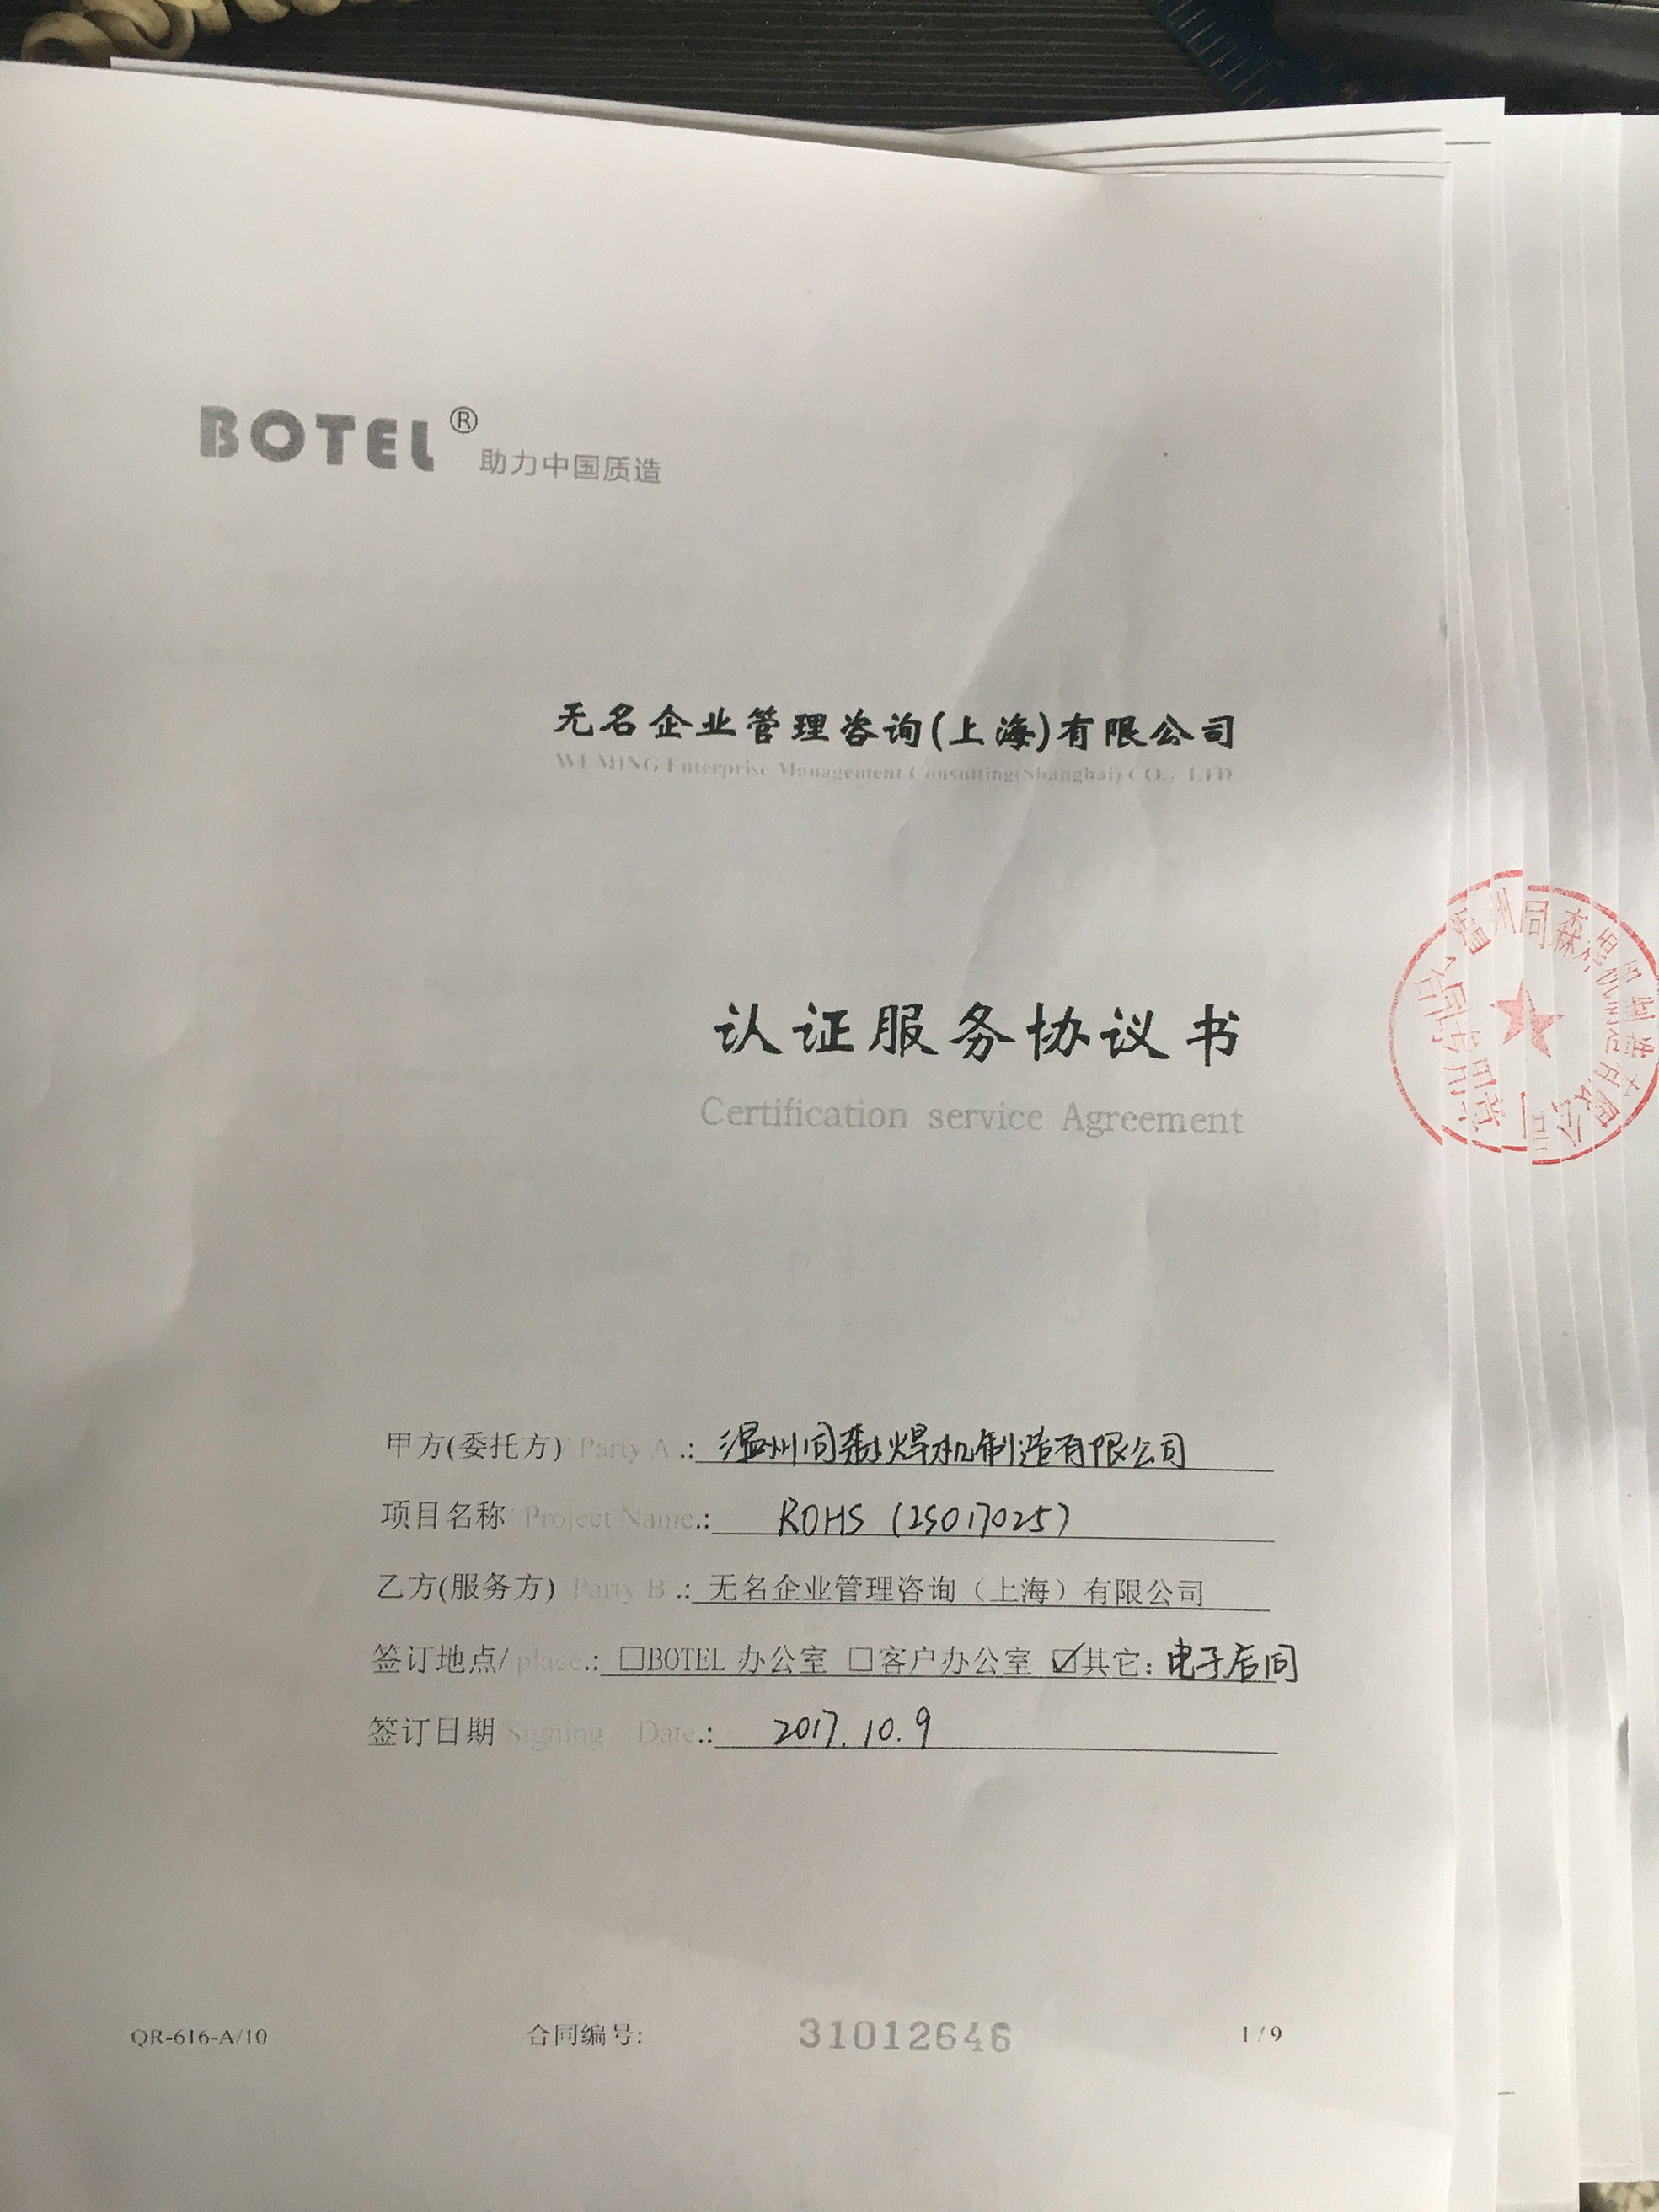 BOTEL®助力中国质造
无名企业管理咨询(上海)有限公司
WUMING Enterprise Management Consulting(Shanghai) CO., LTD
认证服务协议书
Certification service Agreement
甲方(委托方) Party A .: 温州同森焊机制造有限公司
项目名称/ Project Name.: ROHS (ISO17025)
乙方(服务方) Party B .: 无名企业管理咨询（上海）有限公司
签订地点/ place.: □BOTEL 办公室 □客户办公室 ☑其它: 电子合同
签订日期 Signing Date.: 2017.10.9
QR-616-A/10 合同编号: 31012646 1 / 9
温州同森焊机制造有限公司
合同专用章